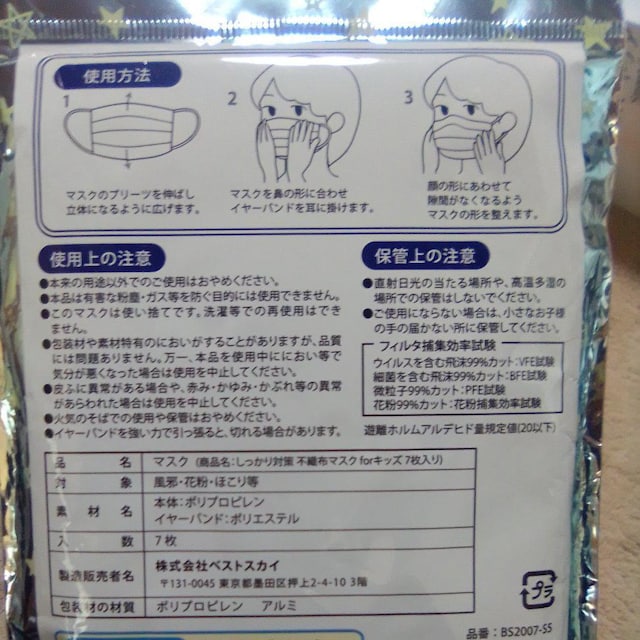 使用方法
1
2
3
マスクのプリーツを伸ばし
立体になるように広げます。
マスクを鼻の形に合わせ
イヤーバンドを耳に掛けます。
顔の形にあわせて
隙間がなくなるよう
マスクの形を整えます。
使用上の注意
●本来の用途以外でのご使用はおやめください。
●本品は有害な粉塵・ガス等を防ぐ目的には使用できません。
●このマスクは使い捨てです。洗濯等での再使用はでき
ません。
●包装材や素材特有のにおいがすることがありますが、品質
には問題ありません。万一、本品を使用中ににおい等で
気分が悪くなった場合は使用を中止してください。
●皮ふに異常がある場合や、赤み・かゆみ・かぶれ等の異常
があらわれた場合は使用を中止してください。
●火気のそばでの使用や保管はおやめください。
●イヤーバンドを強い力で引っ張ると、切れる場合があります。
保管上の注意
●直射日光の当たる場所や、高温多湿の
場所での保管はしないでください。
●ご使用にならない場合は、小さなお子様
の手の届かない所に保管してください。
フィルタ捕集効率試験
ウイルスを含む飛沫99%カット:VFE試験
細菌を含む飛沫99%カット:BFE試験
微粒子99%カット:PFE試験
花粉99%カット:花粉捕集効率試験
遊離ホルムアルデヒド量規定値(20以下)
品名 マスク (商品名:しっかり対策 不織布マスク forキッズ 7枚入り)
対象 風邪・花粉・ほこり等
素材名 本体:ポリプロピレン
イヤーバンド:ポリエステル
入数 7枚
製造販売者名 株式会社ベストスカイ
〒131-0045 東京都墨田区押上2-4-10 3階
包装材の材質 ポリプロピレン アルミ
プラ
品番:BS2007-S5